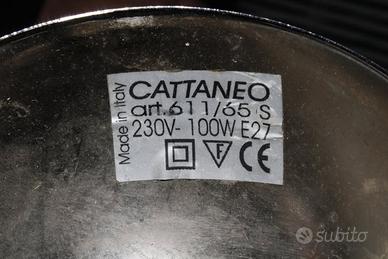 Made in Italy
CATTANEO
art.611/65 S
230V- 100W E27
F CE
subito